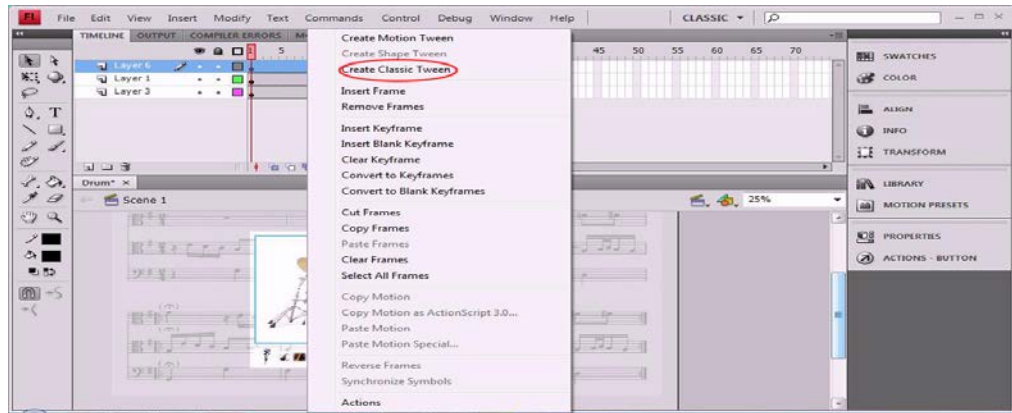 FL File Edit View Insert Modify Text Commands Control Debug Window Help CLASSIC
TIMELINE OUTPUT COMPILER ERRORS
5 45 50 55 60 65 70
Layer 6
Layer 1
Layer 3
Create Motion Tween
Create Shape Tween
Create Classic Tween
Insert Frame
Remove Frames
Insert Keyframe
Insert Blank Keyframe
Clear Keyframe
Convert to Keyframes
Convert to Blank Keyframes
Cut Frames
Copy Frames
Paste Frames
Clear Frames
Select All Frames
Copy Motion
Copy Motion as ActionScript 3.0...
Paste Motion
Paste Motion Special...
Reverse Frames
Synchronize Symbols
Actions
Drum*
Scene 1
25%
SWATCHES
COLOR
ALIGN
INFO
TRANSFORM
LIBRARY
MOTION PRESETS
PROPERTIES
ACTIONS - BUTTON